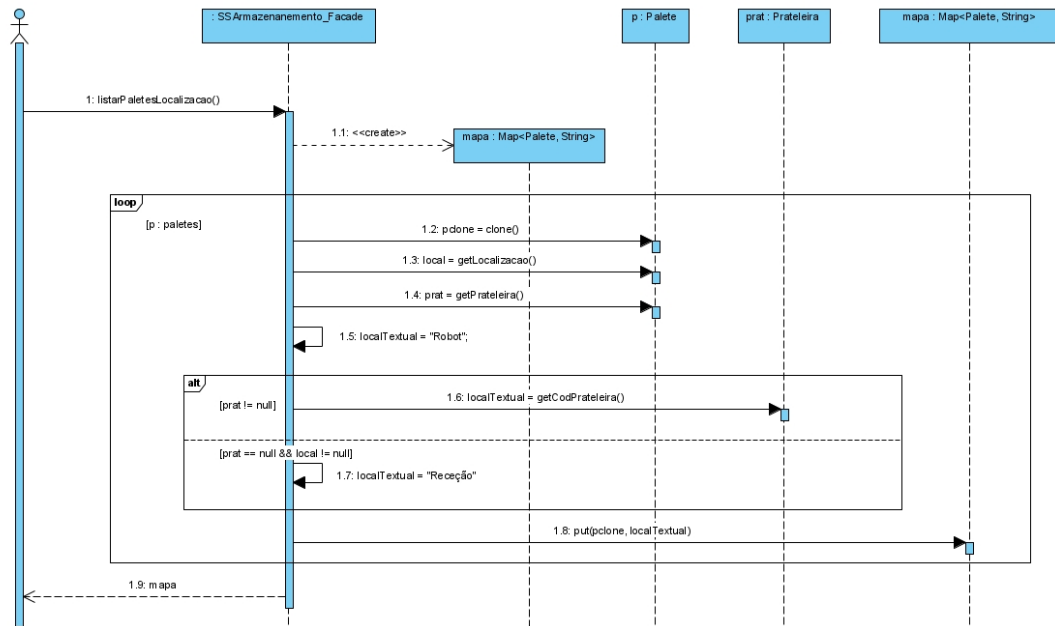 : SSArmazenanemento_Facade
p : Palete
prat : Prateleira
mapa : Map<Palete, String>
1: listarPaletesLocalizacao()
1.1: <<create>>
mapa : Map<Palete, String>
loop
[p : paletes]
1.2: pclone = clone()
1.3: local = getLocalizacao()
1.4: prat = getPrateleira()
1.5: localTextual = "Robot";
alt
[prat != null]
1.6: localTextual = getCodPrateleira()
[prat == null && local != null]
1.7: localTextual = "Receção"
1.8: put(pclone, localTextual)
1.9: mapa